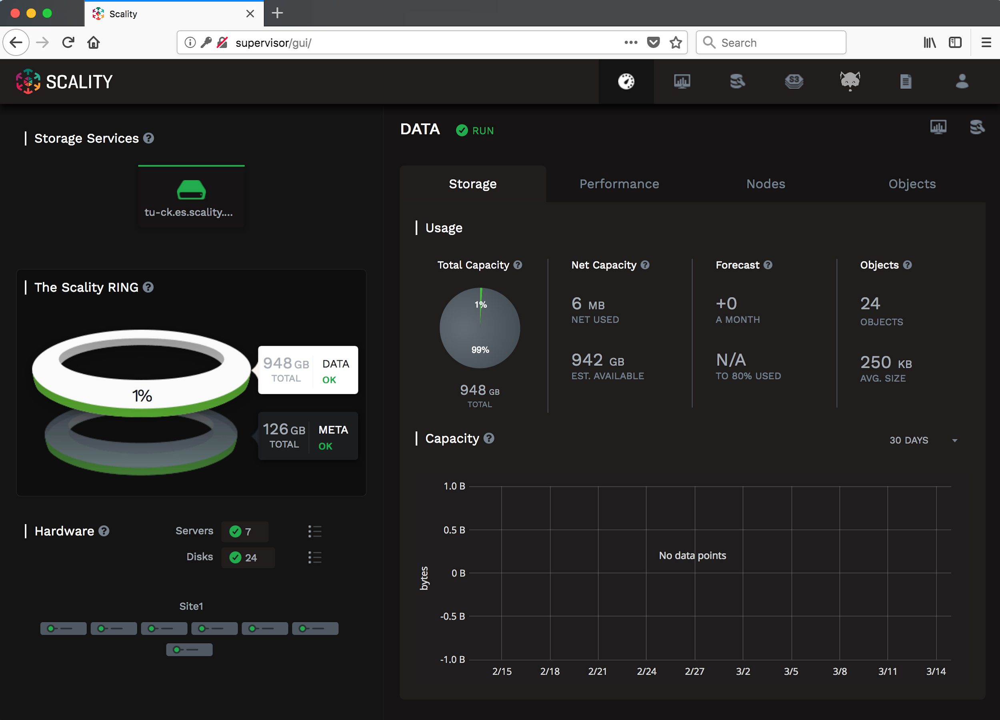 Scality
supervisor/gui/
Search
SCALITY
S3
Storage Services ?
tu-ck.es.scality....
The Scality RING ?
948 GB
TOTAL
DATA
OK
1%
126 GB
TOTAL
META
OK
Hardware ?
Servers 7
Disks 24
Site1
DATA RUN
Storage Performance Nodes Objects
Usage
Total Capacity ?
1%
99%
948 GB
TOTAL
Net Capacity ?
6 MB
NET USED
942 GB
EST. AVAILABLE
Forecast ?
+0
A MONTH
N/A
TO 80% USED
Objects ?
24
OBJECTS
250 KB
AVG. SIZE
Capacity ?
30 DAYS
1.0 B
0.5 B
0 B
-0.5 B
-1.0 B
bytes
No data points
2/15 2/18 2/21 2/24 2/27 3/2 3/5 3/8 3/11 3/14